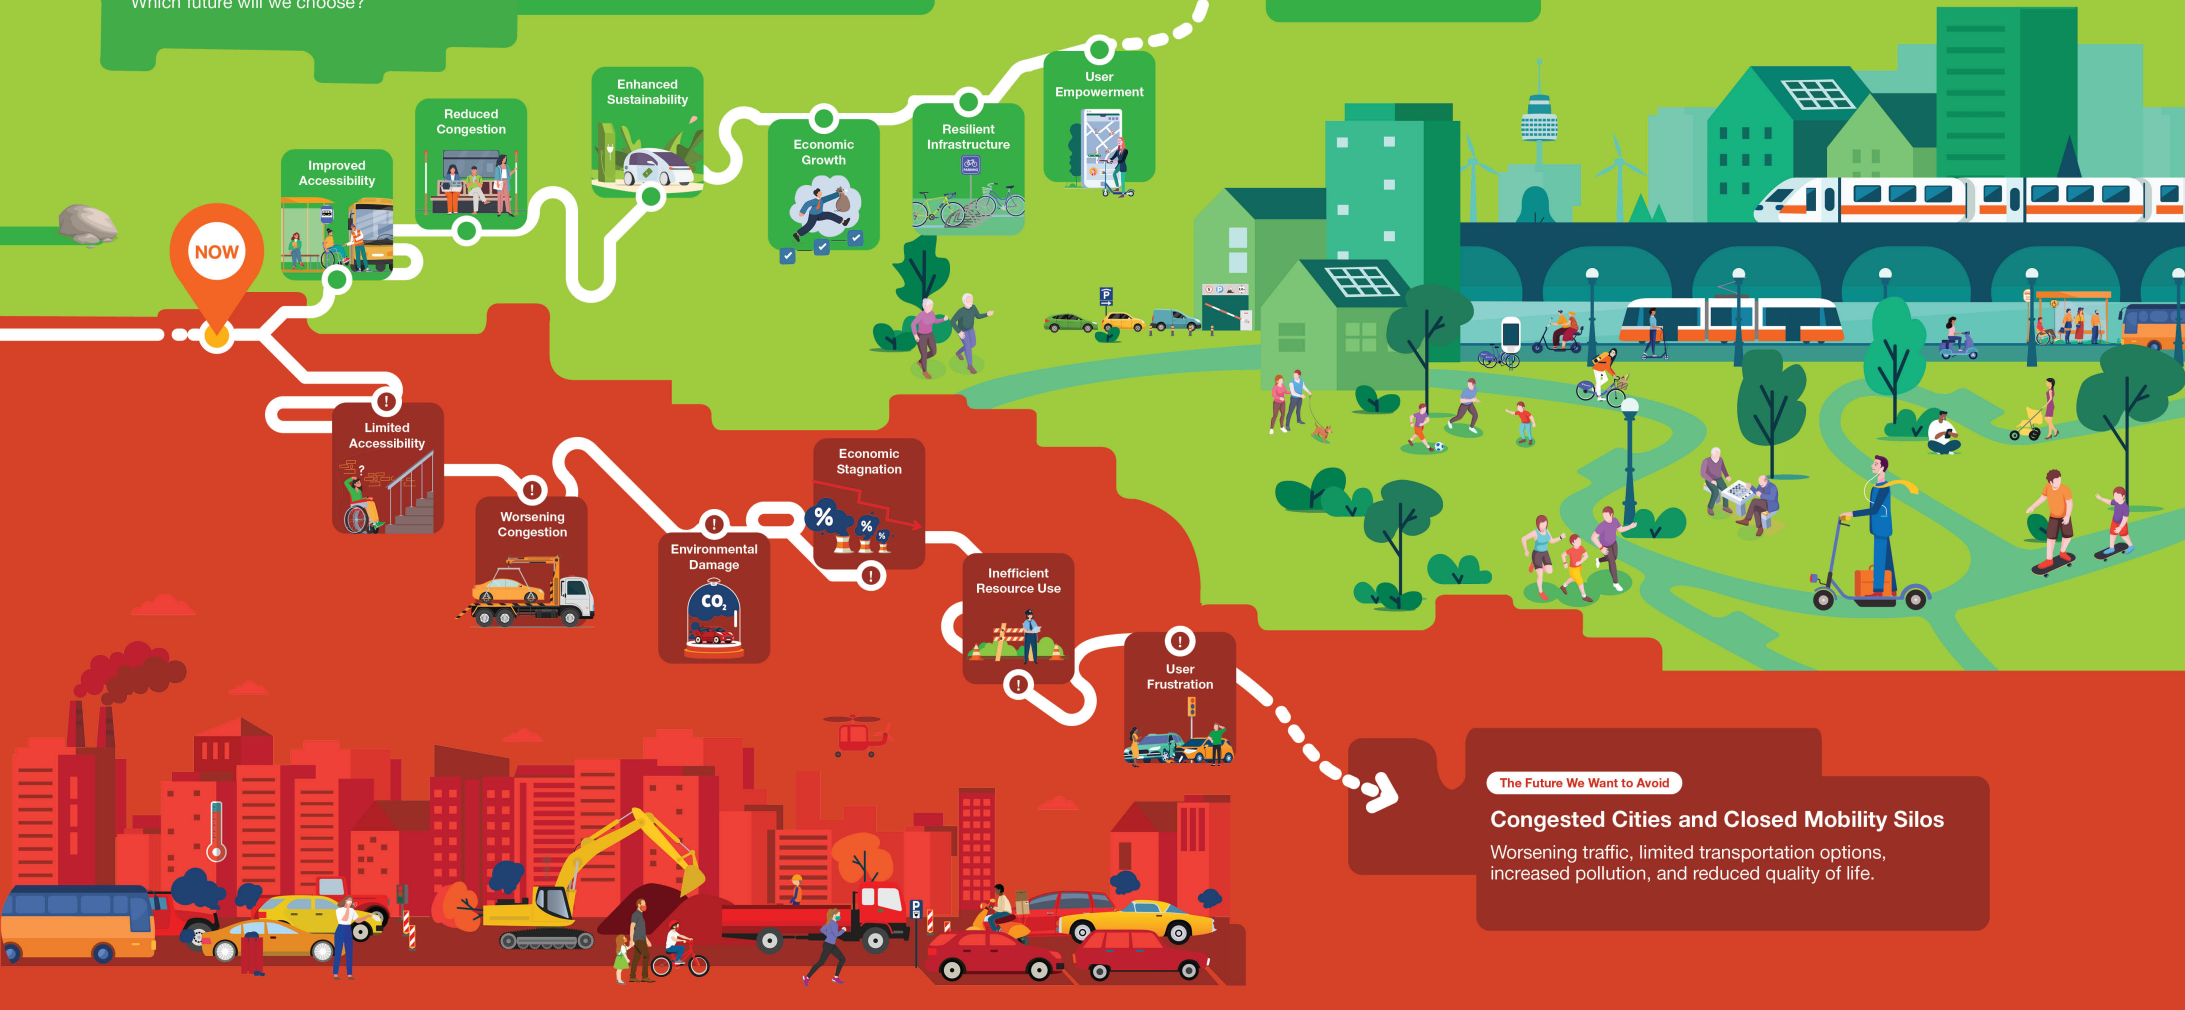 Which future will we choose?
User
Empowerment
Enhanced
Sustainability
Reduced
Congestion
Resilient
Infrastructure
PARKING
Economic
Growth
Improved
Accessibility
NOW
P
P
!
Limited
Accessibility
?
!
Worsening
Congestion
!
Environmental
Damage
CO2
Economic
Stagnation
%
%
%
!
Inefficient
Resource Use
!
!
User
Frustration
The Future We Want to Avoid
Congested Cities and Closed Mobility Silos
Worsening traffic, limited transportation options,
increased pollution, and reduced quality of life.
P